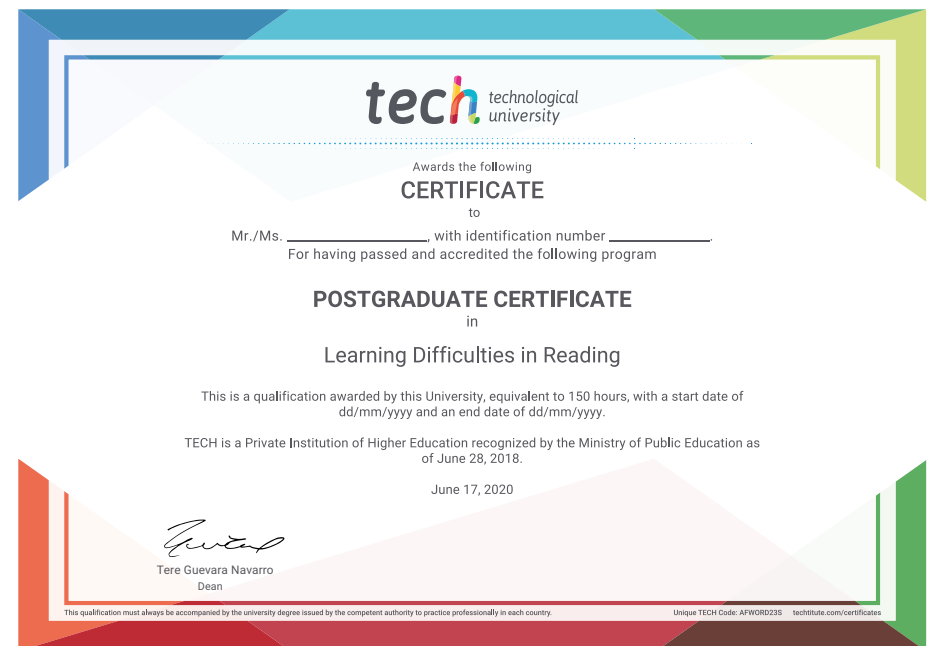 tech technological
university
Awards the following
CERTIFICATE
to
Mr./Ms. ____________, with identification number ____________.
For having passed and accredited the following program
POSTGRADUATE CERTIFICATE
in
Learning Difficulties in Reading
This is a qualification awarded by this University, equivalent to 150 hours, with a start date of
dd/mm/yyyy and an end date of dd/mm/yyyy.
TECH is a Private Institution of Higher Education recognized by the Ministry of Public Education as
of June 28, 2018.
June 17, 2020
Tere Guevara Navarro
Dean
This qualification must always be accompanied by the university degree issued by the competent authority to practice professionally in each country.
Unique TECH Code: AFWORD23S techtitute.com/certificates